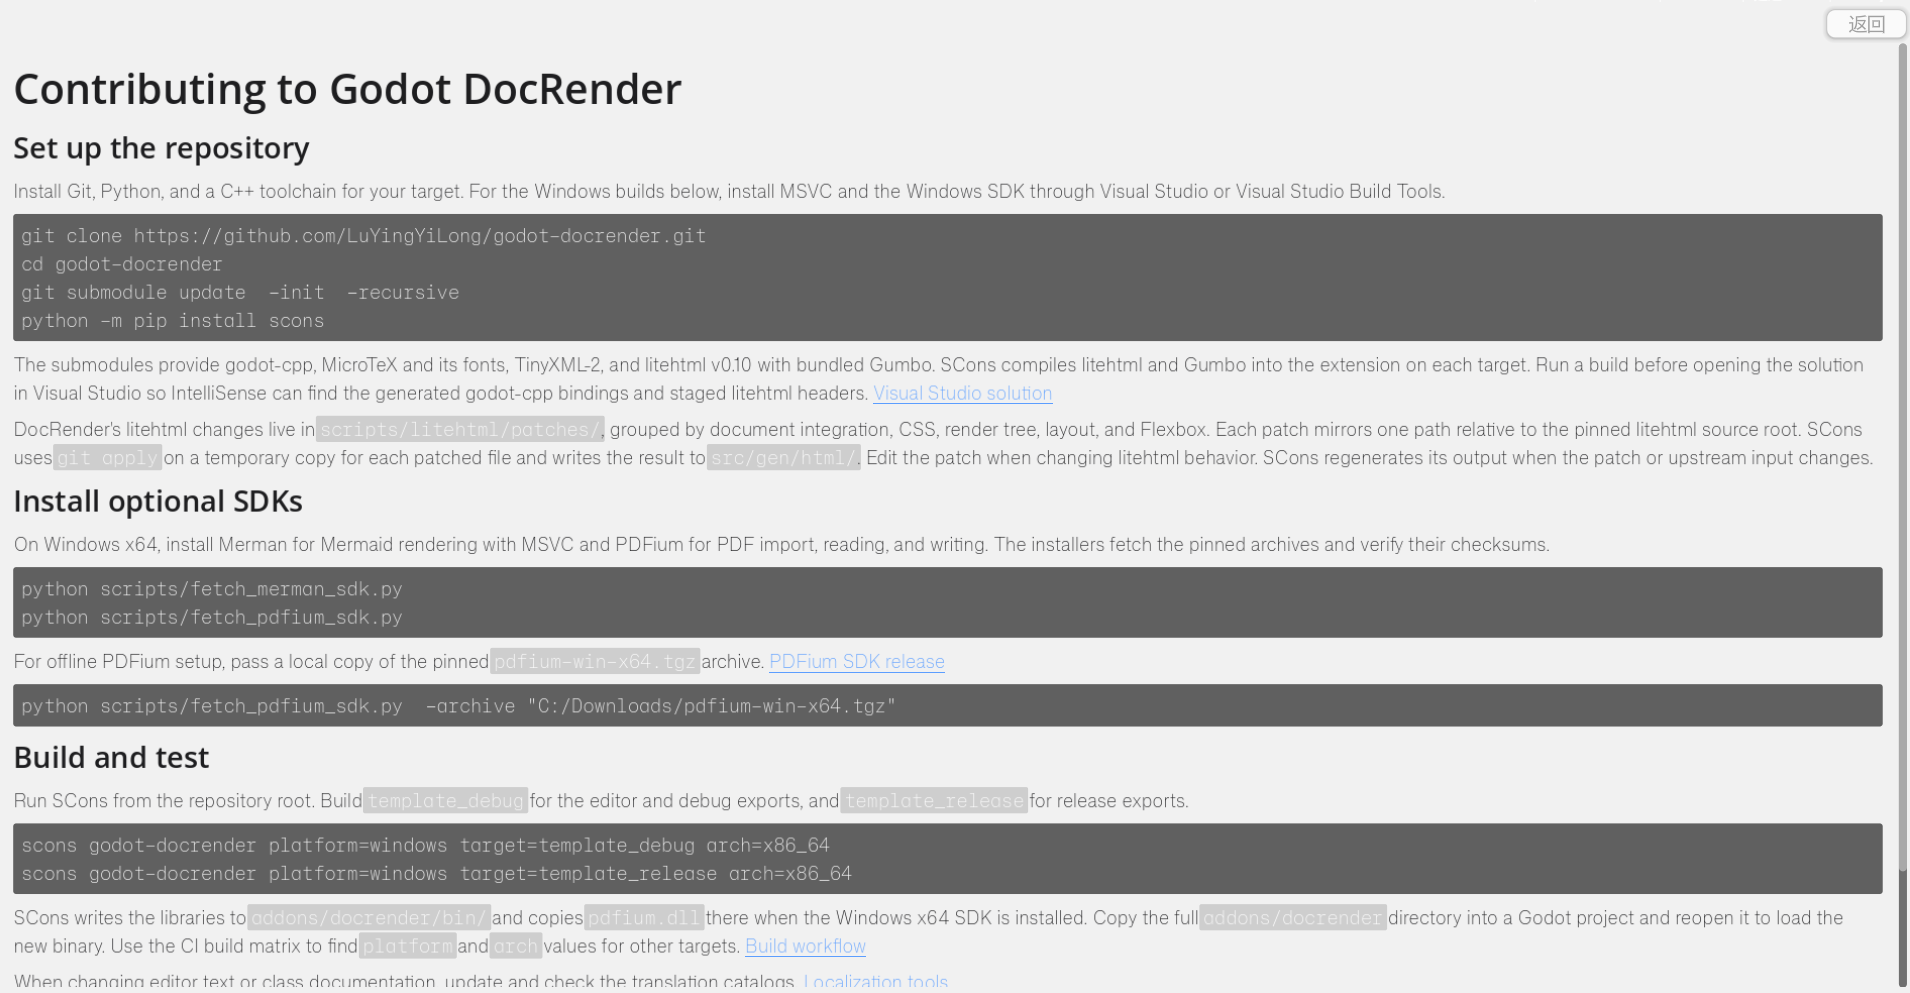 返回
Contributing to Godot DocRender
Set up the repository
Install Git, Python, and a C++ toolchain for your target. For the Windows builds below, install MSVC and the Windows SDK through Visual Studio or Visual Studio Build Tools.
git clone https://github.com/LuYingYiLong/godot-docrender.git
cd godot-docrender
git submodule update  -init  -recursive
python -m pip install scons
The submodules provide godot-cpp, MicroTeX and its fonts, TinyXML-2, and litehtml v0.10 with bundled Gumbo. SCons compiles litehtml and Gumbo into the extension on each target. Run a build before opening the solution
in Visual Studio so IntelliSense can find the generated godot-cpp bindings and staged litehtml headers. Visual Studio solution
DocRender's litehtml changes live in scripts/litehtml/patches/, grouped by document integration, CSS, render tree, layout, and Flexbox. Each patch mirrors one path relative to the pinned litehtml source root. SCons
uses git apply on a temporary copy for each patched file and writes the result to src/gen/html/. Edit the patch when changing litehtml behavior. SCons regenerates its output when the patch or upstream input changes.
Install optional SDKs
On Windows x64, install Merman for Mermaid rendering with MSVC and PDFium for PDF import, reading, and writing. The installers fetch the pinned archives and verify their checksums.
python scripts/fetch_merman_sdk.py
python scripts/fetch_pdfium_sdk.py
For offline PDFium setup, pass a local copy of the pinned pdfium-win-x64.tgz archive. PDFium SDK release
python scripts/fetch_pdfium_sdk.py  -archive "C:/Downloads/pdfium-win-x64.tgz"
Build and test
Run SCons from the repository root. Build template_debug for the editor and debug exports, and template_release for release exports.
scons godot-docrender platform=windows target=template_debug arch=x86_64
scons godot-docrender platform=windows target=template_release arch=x86_64
SCons writes the libraries to addons/docrender/bin/ and copies pdfium.dll there when the Windows x64 SDK is installed. Copy the full addons/docrender directory into a Godot project and reopen it to load the
new binary. Use the CI build matrix to find platform and arch values for other targets. Build workflow
When changing editor text or class documentation, update and check the translation catalogs. Localization tools